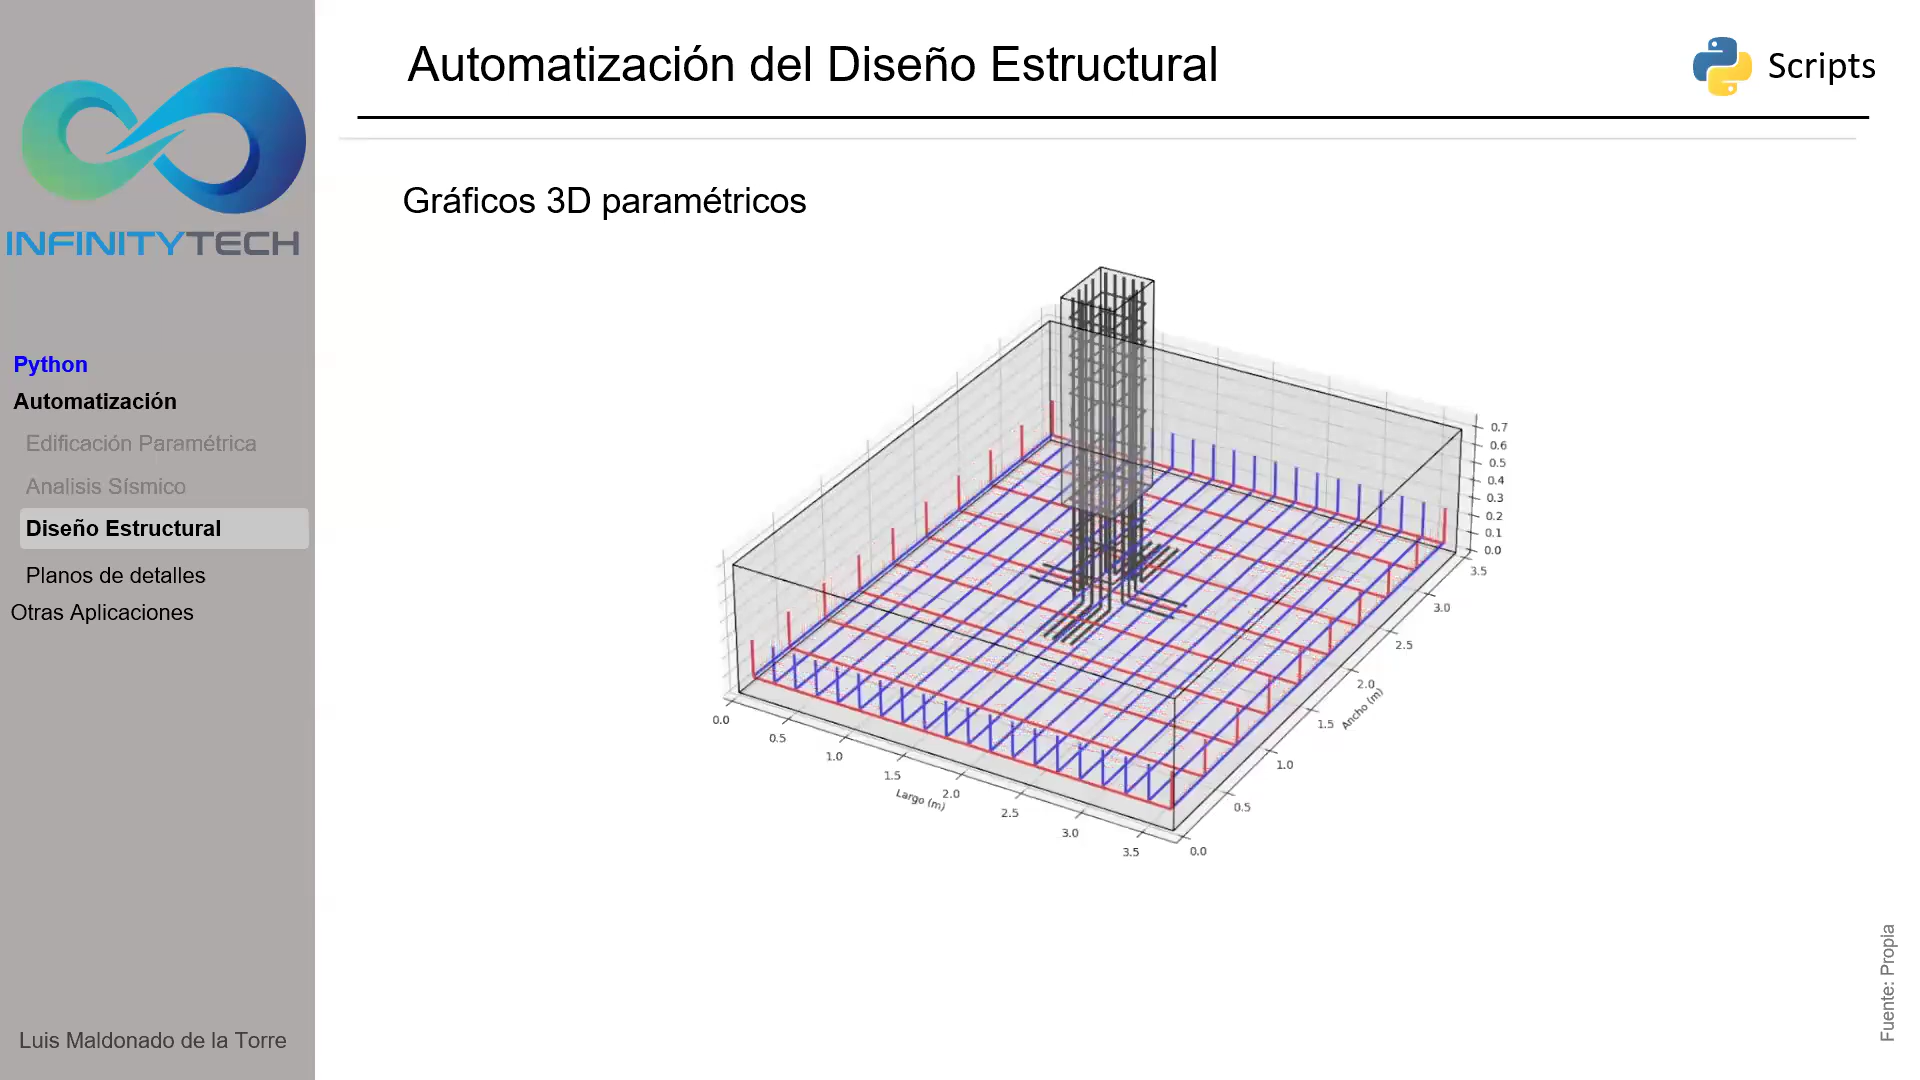 Automatización del Diseño Estructural
Scripts
INFINITYTECH
Gráficos 3D paramétricos
Python
Automatización
Edificación Paramétrica
Analisis Sísmico
Diseño Estructural
Planos de detalles
Otras Aplicaciones
0.7
0.6
0.5
0.4
0.3
0.2
0.1
0.0
3.5
3.0
2.5
2.0
1.5
1.0
0.5
0.0
Ancho (m)
0.0
0.5
1.0
1.5
2.0
2.5
3.0
3.5
Largo (m)
Fuente: Propia
Luis Maldonado de la Torre